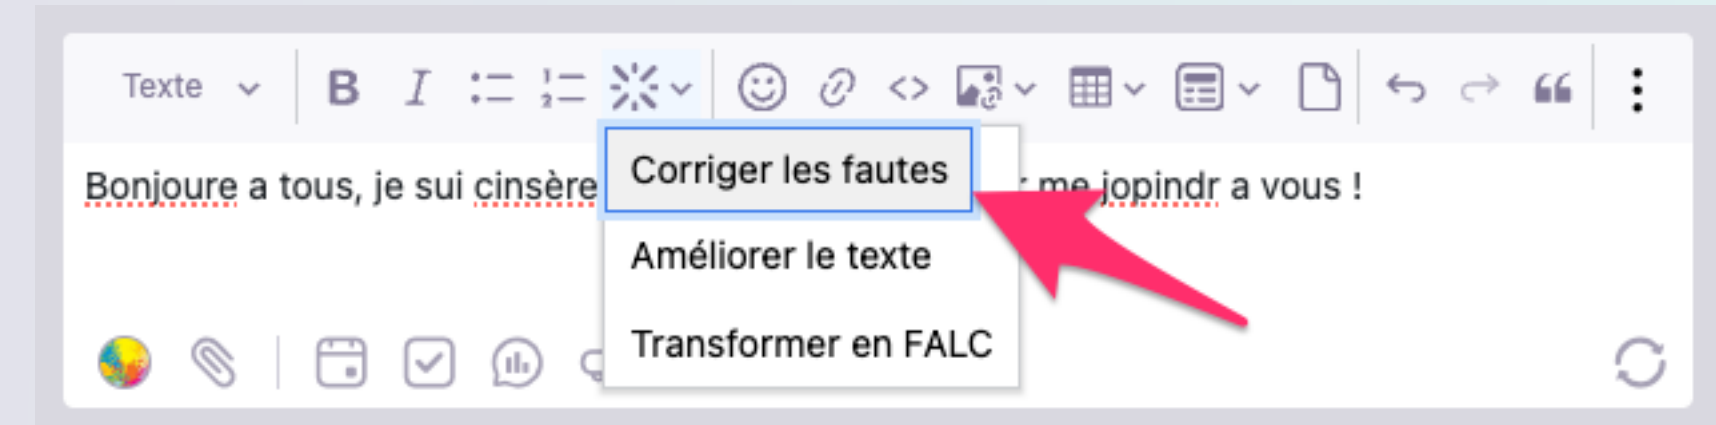 Texte
Corriger les fautes
Bonjoure a tous, je sui cinsère me jopindr a vous !
Améliorer le texte
Transformer en FALC